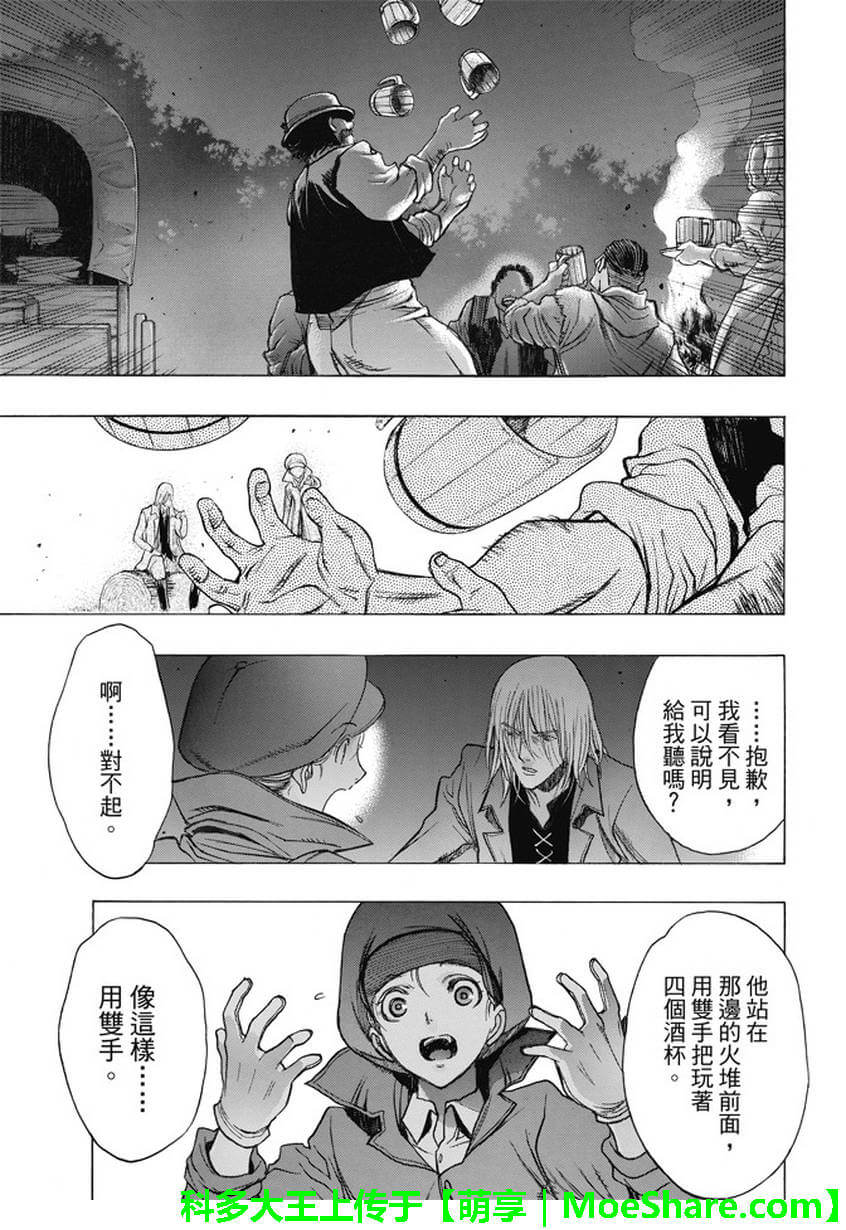 ……抱歉，
我看不見，
可以說明
給我聽嗎？
啊……對不起。
他站在
那邊的火堆前面，
用雙手把玩著
四個酒杯。
像這樣……
用雙手。
科多大王上传于【萌享｜MoeShare.com】